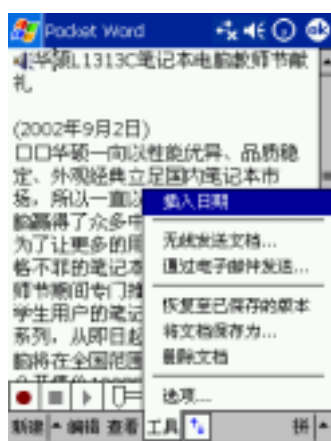 Pocket Word
ok
华硕L1313C笔记本电脑教师节献
礼
(2002年9月2日)
□□华硕一向以性能优异、品质稳
定、外观经典立足国内笔记本市
场，所以一直以
脑赢得了众多中
为了让更多的用
格不菲的笔记本
师节期间专门推
学生用户的笔记
系列，从即日起
脑将在全国范围
插入日期
无线发送文档...
通过电子邮件发送...
恢复至已保存的版本
将文档保存为...
删除文档
选项...
新建 编辑 查看 工具 拼